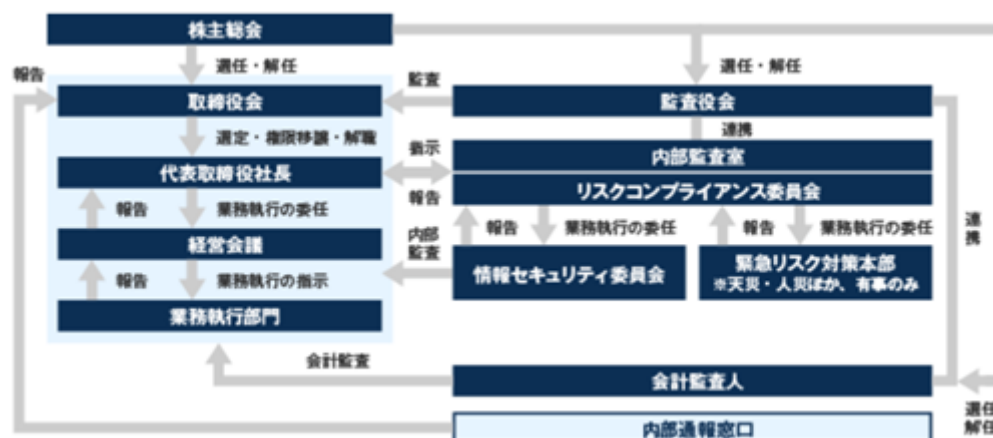 株主総会
報告
選任・解任
選任・解任
監査
取締役会
監査役会
選定・権限移譲・解職
連携
指示
内部監査室
代表取締役社長
リスクコンプライアンス委員会
報告
報告
業務執行の委任
報告
業務執行の委任
報告
業務執行の委任
連
携
内部
監査
経営会議
情報セキュリティ委員会
緊急リスク対策本部
※天災・人災ほか、有事のみ
報告
業務執行の指示
業務執行部門
会計監査
会計監査人
選任
解任
内部通報窓口